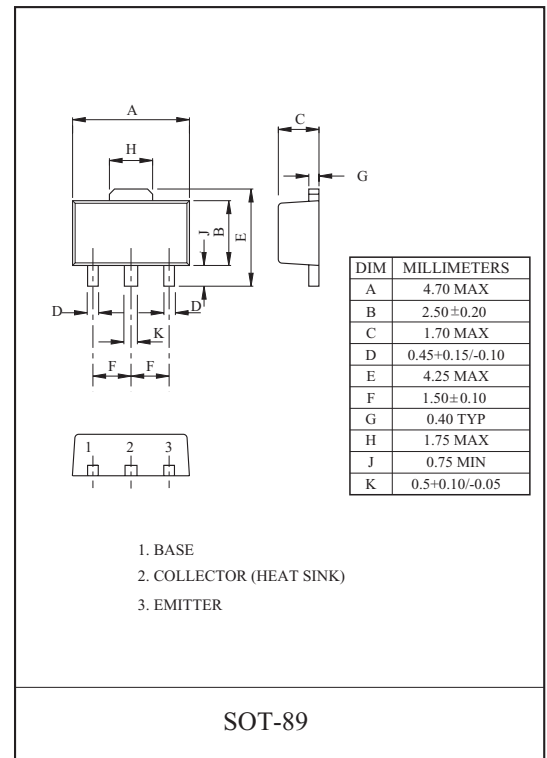 A
H
C
G
J
B
E
D
D
K
F F
DIM MILLIMETERS
A 4.70 MAX
B 2.50±0.20
C 1.70 MAX
D 0.45+0.15/-0.10
E 4.25 MAX
F 1.50±0.10
G 0.40 TYP
H 1.75 MAX
J 0.75 MIN
K 0.5+0.10/-0.05
1 2 3
1. BASE
2. COLLECTOR (HEAT SINK)
3. EMITTER
SOT-89